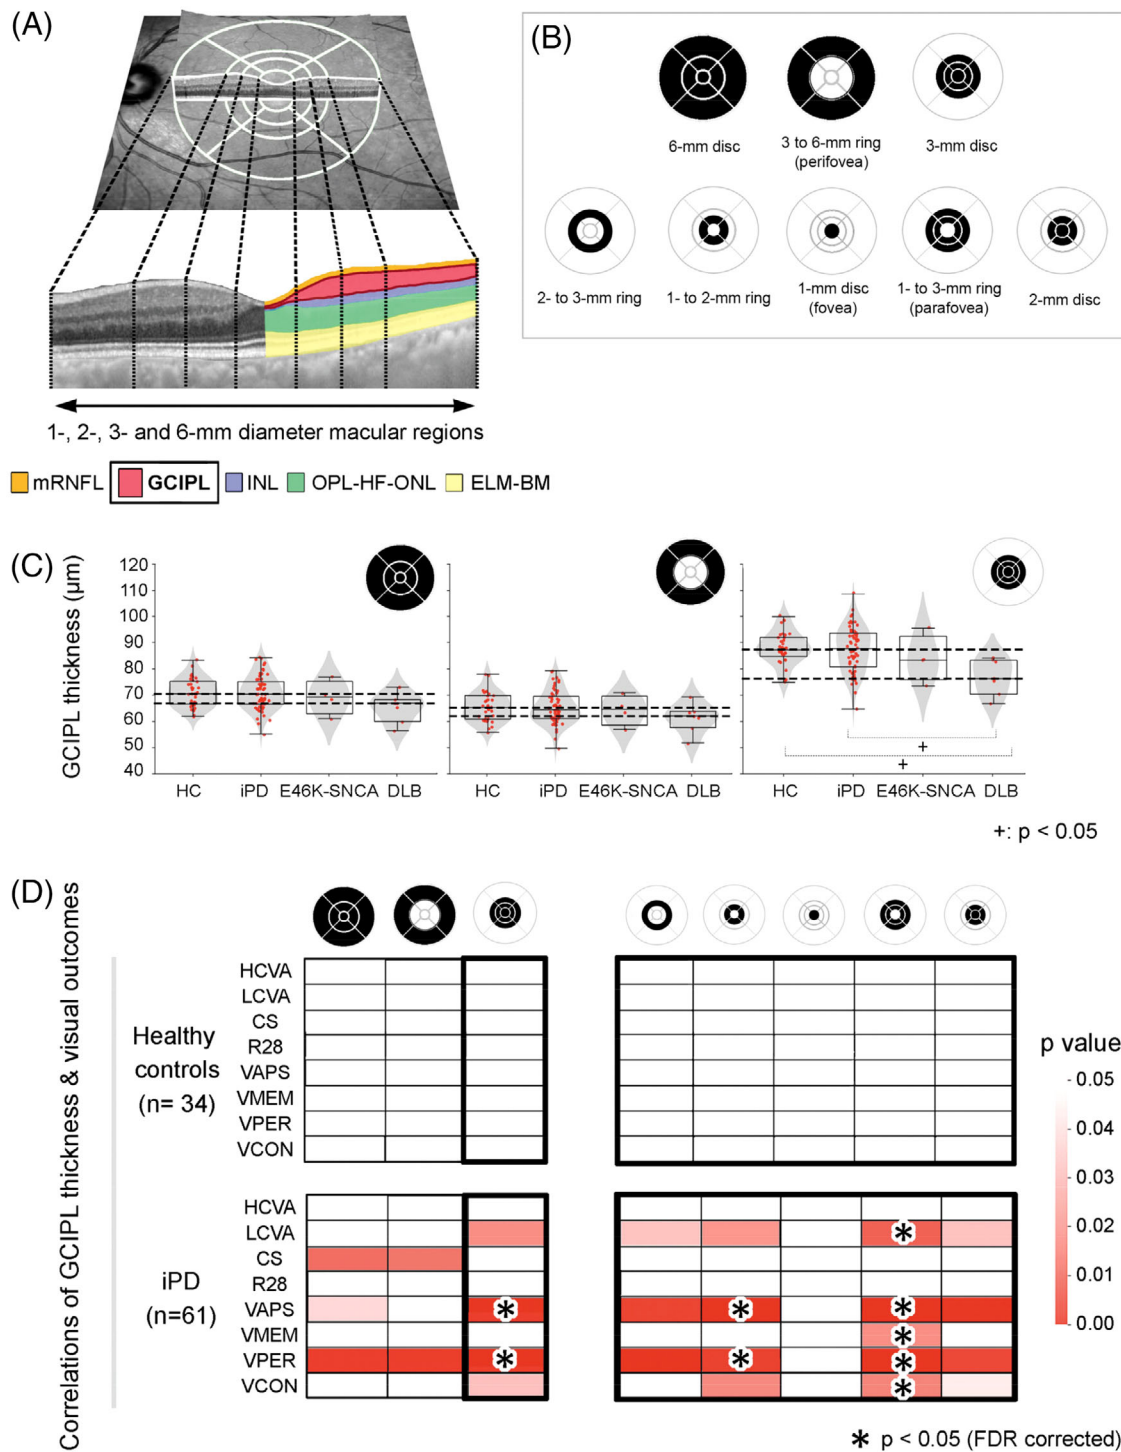 (A)
1-, 2-, 3- and 6-mm diameter macular regions
mRNFL GCIPL INL OPL-HF-ONL ELM-BM
(B)
6-mm disc
3 to 6-mm ring
(perifovea)
3-mm disc
2- to 3-mm ring
1- to 2-mm ring
1-mm disc
(fovea)
1- to 3-mm ring
(parafovea)
2-mm disc
(C)
GCIPL thickness (µm)
120
110
100
90
80
70
60
50
40
HC iPD E46K-SNCA DLB
HC iPD E46K-SNCA DLB
+
+
HC iPD E46K-SNCA DLB
+: p < 0.05
(D)
Correlations of GCIPL thickness & visual outcomes
Healthy
controls
(n= 34)
HCVA
LCVA
CS
R28
VAPS
VMEM
VPER
VCON
iPD
(n=61)
HCVA
LCVA
*
CS
R28
VAPS
* * *
VMEM
*
VPER
* * *
VCON
*
p value
0.05
0.04
0.03
0.02
0.01
0.00
* p < 0.05 (FDR corrected)